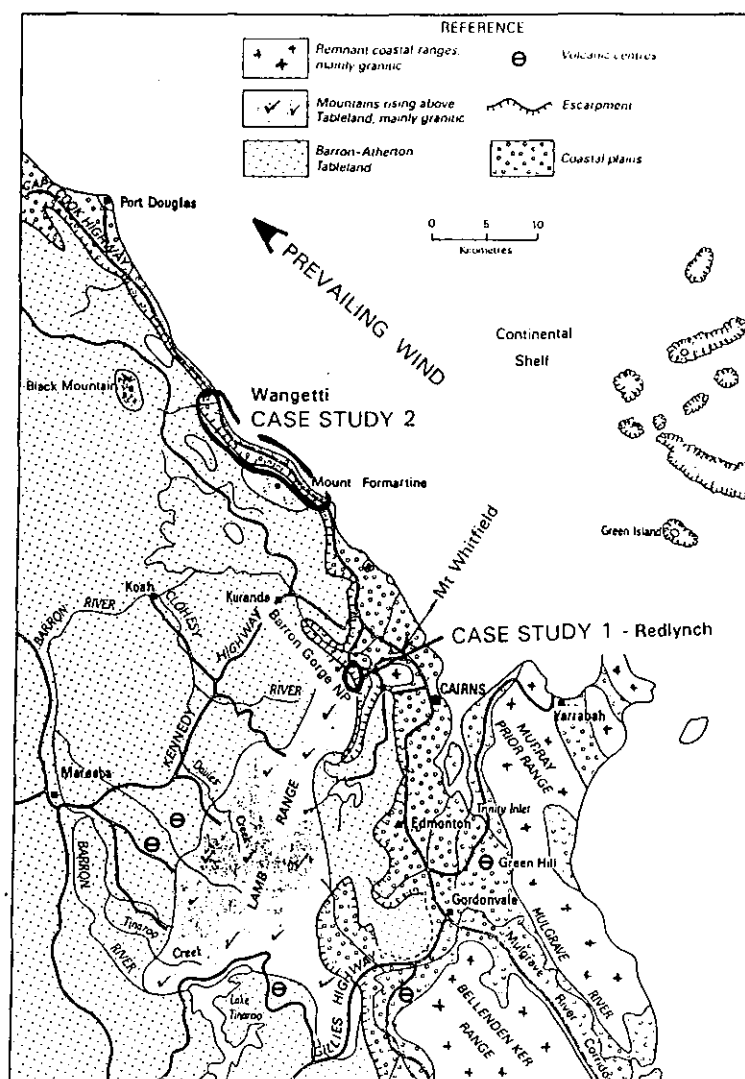 REFERENCE
Remnant coastal ranges,
mainly granitic
Volcanic centres
Mountains rising above
Tableland, mainly granitic
Escarpment
Barron-Atherton
Tableland
Coastal plains
0 5 10
Kilometres
CAPT COOK HIGHWAY
Port Douglas
PREVAILING WIND
Continental
Shelf
Black Mountain
Wangetti
CASE STUDY 2
Mount Formartine
Green Island
Mt Whitfield
Koah
Kuranda
BARRON RIVER
CLOHESY
RIVER
KENNEDY HIGHWAY
Barron Gorge NP
CASE STUDY 1 - Redlynch
CAIRNS
Yarrabah
MURRAY
PRIOR RANGE
Mareeba
Davies
Creek
LAMB RANGE
Trinity Inlet
Edmonton
Green Hill
Gordonvale
BARRON
RIVER
Tinaroo
Creek
Lake
Tinaroo
GILLIES HIGHWAY
MULGRAVE
RIVER
Mulgrave River Corridor
BELLENDEN KER
RANGE